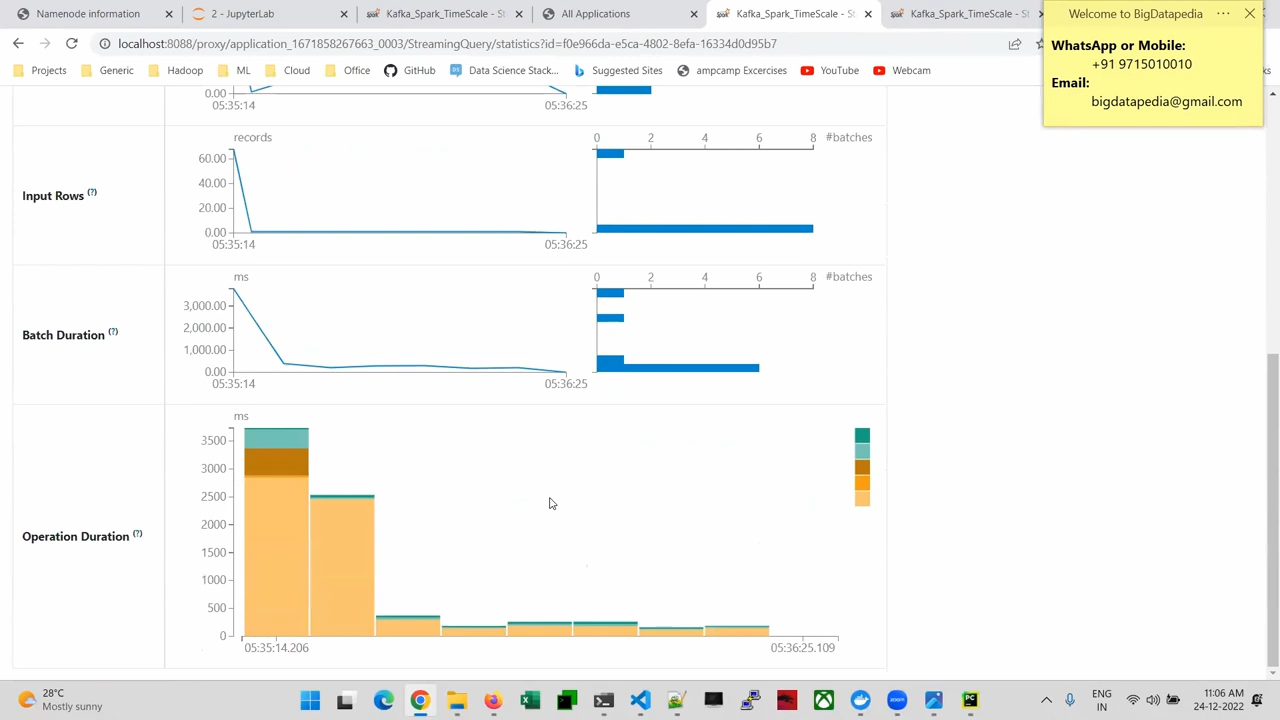 Namenode information
2 - JupyterLab
Kafka_Spark_TimeScale - Str
All Applications
Kafka_Spark_TimeScale - St
Kafka_Spark_TimeScale - St
localhost:8088/proxy/application_1671858267663_0003/StreamingQuery/statistics?id=f0e966da-e5ca-4802-8efa-16334d0d95b7
Projects Generic Hadoop ML Cloud Office GitHub Data Science Stack... Suggested Sites ampcamp Excercises YouTube Webcam
Welcome to BigDatapedia
WhatsApp or Mobile:
+91 9715010010
Email:
bigdatapedia@gmail.com
0.00
05:35:14 05:36:25
Input Rows (?)
records
60.00
40.00
20.00
0.00
05:35:14 05:36:25
0 2 4 6 8 #batches
Batch Duration (?)
ms
3,000.00
2,000.00
1,000.00
0.00
05:35:14 05:36:25
0 2 4 6 8 #batches
Operation Duration (?)
ms
3500
3000
2500
2000
1500
1000
500
0
05:35:14.206 05:36:25.109
28°C
Mostly sunny
ENG
IN
11:06 AM
24-12-2022